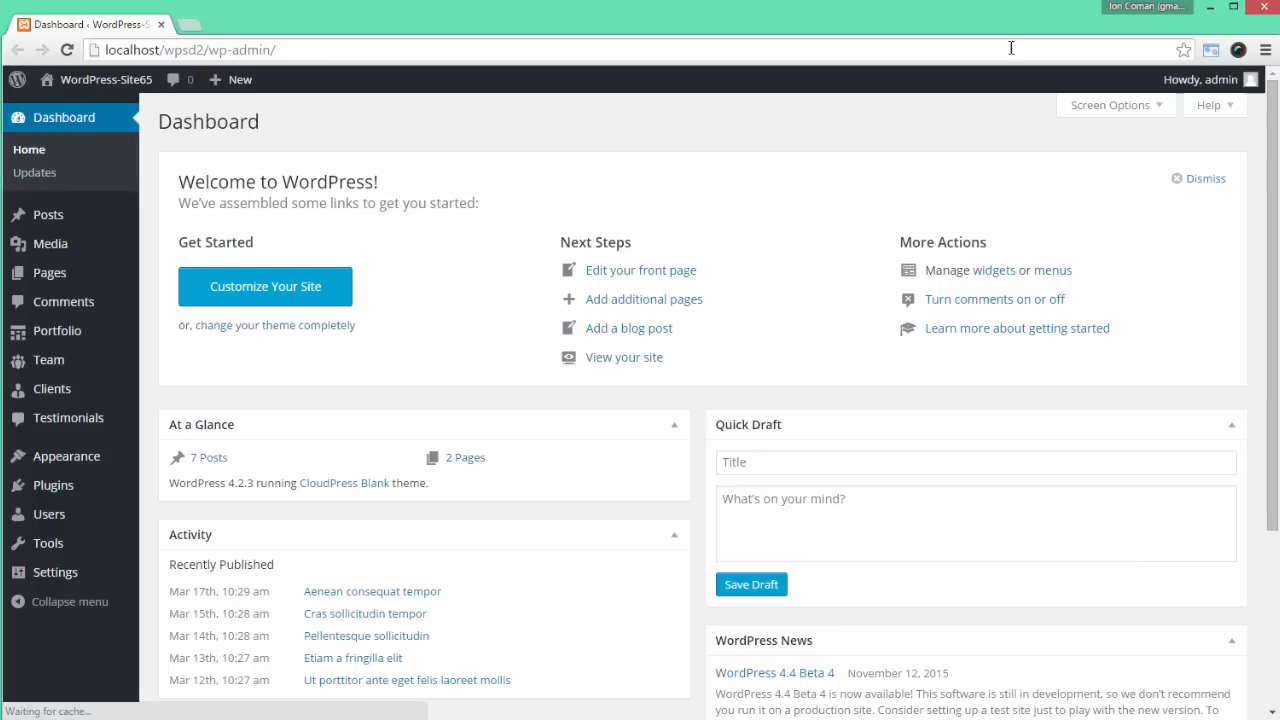 Ion Coman (gma...
Dashboard ‹ WordPress-S
localhost/wpsd2/wp-admin/
WordPress-Site65 0 New Howdy, admin
Dashboard
Home
Updates
Posts
Media
Pages
Comments
Portfolio
Team
Clients
Testimonials
Appearance
Plugins
Users
Tools
Settings
Collapse menu
Screen Options Help
Dashboard
Welcome to WordPress!
We've assembled some links to get you started:
Dismiss
Get Started
Customize Your Site
or, change your theme completely
Next Steps
Edit your front page
Add additional pages
Add a blog post
View your site
More Actions
Manage widgets or menus
Turn comments on or off
Learn more about getting started
At a Glance
7 Posts 2 Pages
WordPress 4.2.3 running CloudPress Blank theme.
Activity
Recently Published
Mar 17th, 10:29 am Aenean consequat tempor
Mar 15th, 10:28 am Cras sollicitudin tempor
Mar 14th, 10:28 am Pellentesque sollicitudin
Mar 13th, 10:27 am Etiam a fringilla elit
Mar 12th, 10:27 am Ut porttitor ante eget felis laoreet mollis
Quick Draft
Title
What's on your mind?
Save Draft
WordPress News
WordPress 4.4 Beta 4 November 12, 2015
WordPress 4.4 Beta 4 is now available! This software is still in development, so we don't recommend
you run it on a production site. Consider setting up a test site just to play with the new version. To
Waiting for cache...